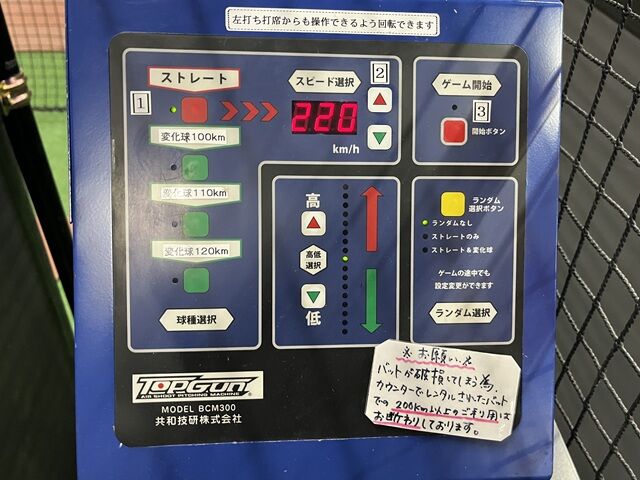 左打ち打席からも操作できるよう回転できます
ストレート
1
変化球100km
変化球110km
変化球120km
球種選択
スピード選択
2
220
km/h
ゲーム開始
3
開始ボタン
高
高低
選択
低
ランダム
選択ボタン
ランダムなし
ストレートのみ
ストレート&変化球
ゲームの途中でも
設定変更ができます
ランダム選択
TOPGUN
AIR SHOOT PITCHING MACHINE
MODEL BCM300
共和技研株式会社
※お願い※
バットが破損してしまう為、
カウンターでレンタルされたバット
での200km以上のご利用は
お断わりしております。